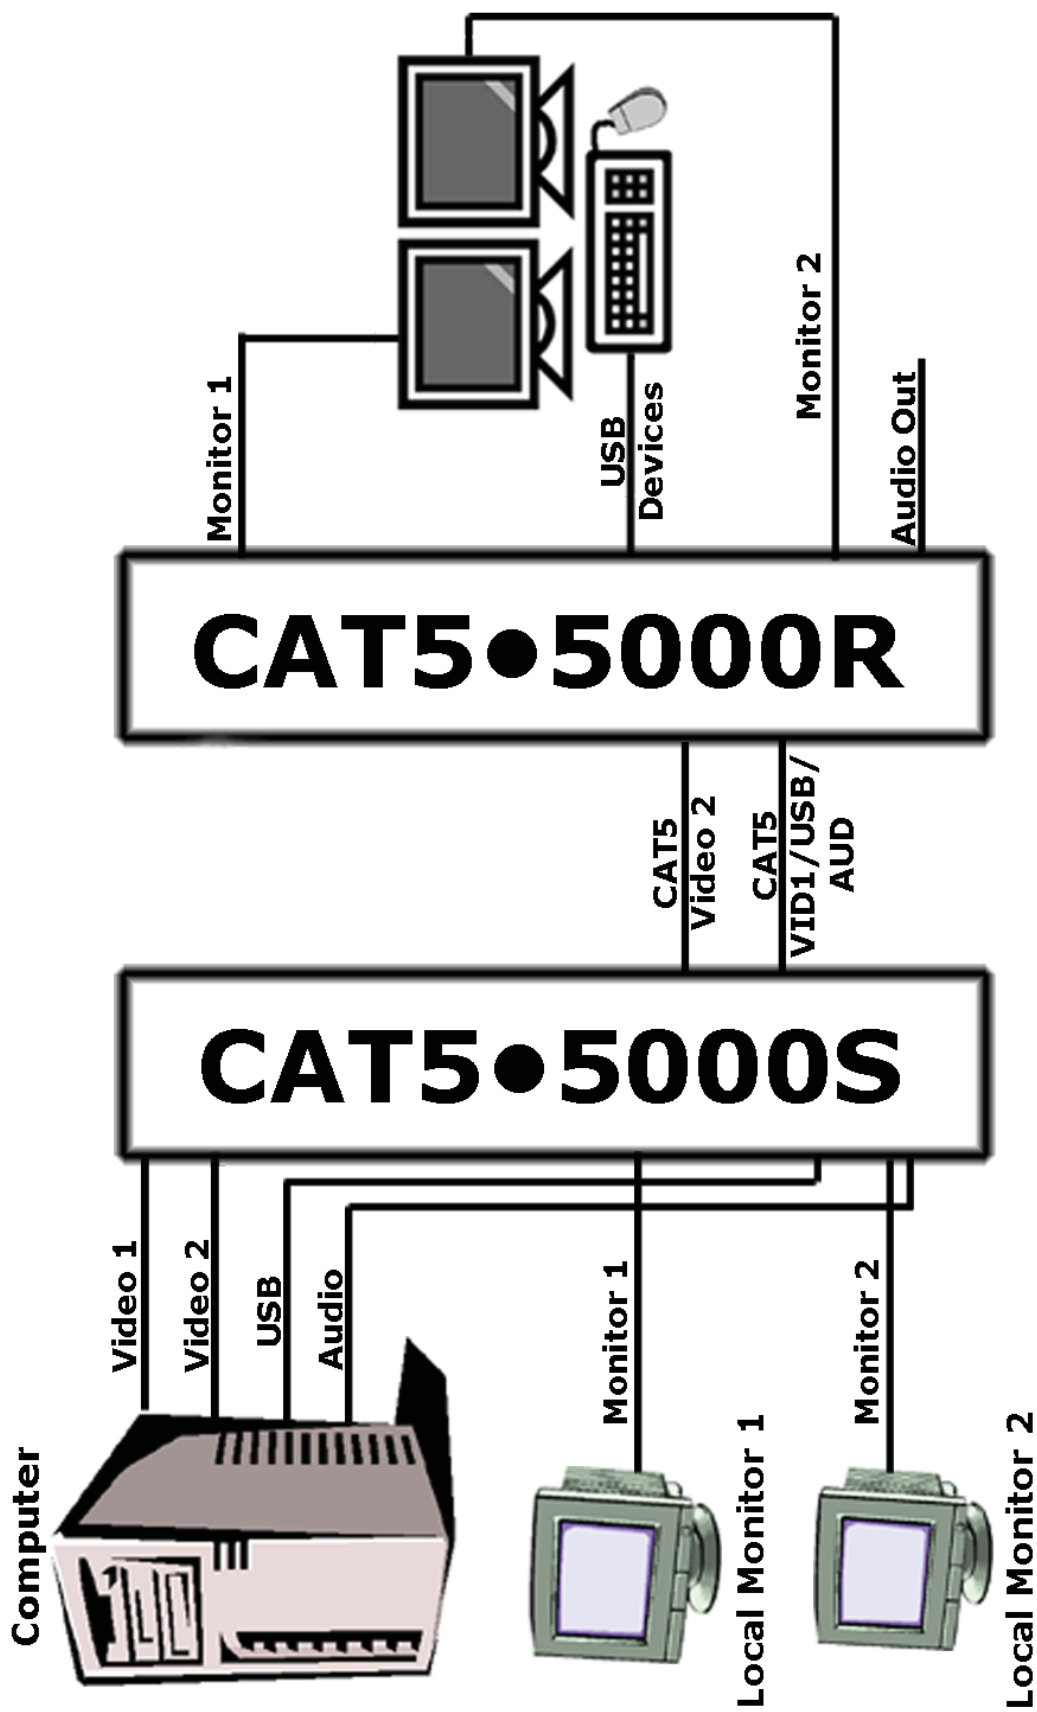 Monitor 1
USB
Devices
Monitor 2
Audio Out
CAT5●5000R
CAT5
Video 2
CAT5
VID1/USB/
AUD
CAT5●5000S
Video 1
Video 2
USB
Audio
Monitor 1
Monitor 2
Computer
Local Monitor 1
Local Monitor 2